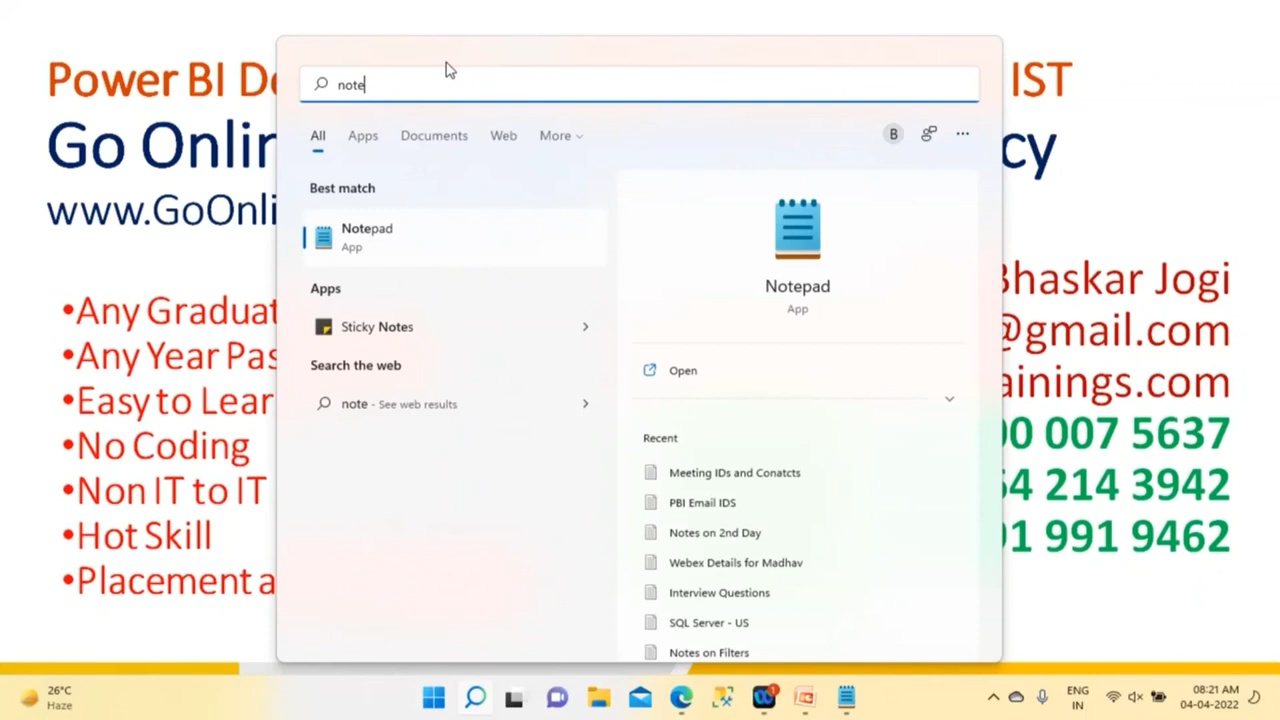 Power BI De
IST
Go Onlin
cy
www.GoOnli
•Any Graduat
•Any Year Pas
•Easy to Lear
•No Coding
•Non IT to IT
•Hot Skill
•Placement a
Bhaskar Jogi
@gmail.com
ainings.com
00 007 5637
64 214 3942
91 991 9462
note
All Apps Documents Web More
B
Best match
Notepad
App
Apps
Sticky Notes
Search the web
note - See web results
Notepad
App
Open
Recent
Meeting IDs and Conatcts
PBI Email IDS
Notes on 2nd Day
Webex Details for Madhav
Interview Questions
SQL Server - US
Notes on Filters
26°C
Haze
1
ENG
IN
08:21 AM
04-04-2022